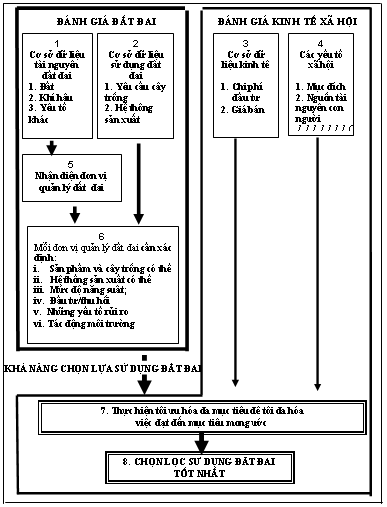 ĐÁNH GIÁ ĐẤT ĐAI
ĐÁNH GIÁ KINH TẾ XÃ HỘI
1
Cơ sở dữ liệu
tài nguyên
đất đai
1. Đất
2. Khí hậu
3. Yếu tố
khác
2
Cơ sở dữ liệu
sử dụng đất
đai
1. Yêu cầu cây
trồng
2. Hệ thống
sản xuất
3
Cơ sở dữ
liệu kinh tế
1. Chi phí
đầu tư
2. Giá bán
4
Các yếu tố
xã hội
1. Mục đích
2. Nguồn tài
nguyên con
người
5
Nhận diện đơn vị
quản lý đất đai
6
Mỗi đơn vị quản lý đất đai cần xác
định:
i. Sản phẩm và cây trồng có thể
ii. Hệ thống sản xuất có thể
iii. Mức độ năng suất;
iv. Đầu tư/thu hồi
v. Những yếu tố rủi ro
vi. Tác động môi trường
KHẢ NĂNG CHỌN LỰA SỬ DỤNG ĐẤT ĐAI
7. Thực hiện tối ưu hóa đa mục tiêu để tối đa hóa
việc đạt đến mục tiêu mong ước
8. CHỌN LỌC SỬ DỤNG ĐẤT ĐAI
TỐT NHẤT